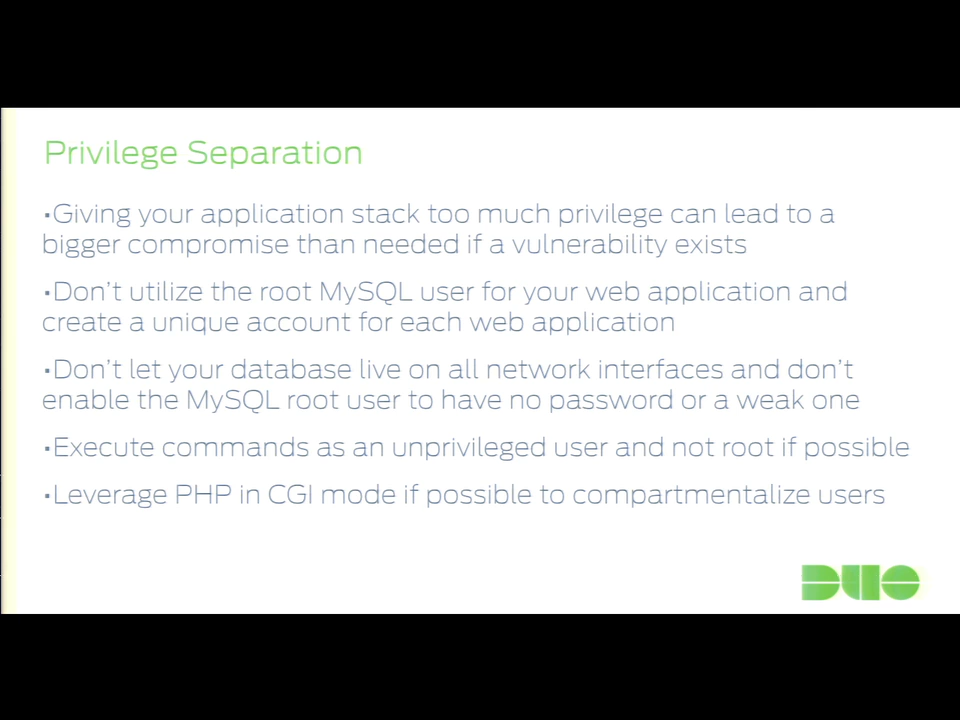 Privilege Separation
·Giving your application stack too much privilege can lead to a
bigger compromise than needed if a vulnerability exists
·Don't utilize the root MySQL user for your web application and
create a unique account for each web application
·Don't let your database live on all network interfaces and don't
enable the MySQL root user to have no password or a weak one
·Execute commands as an unprivileged user and not root if possible
·Leverage PHP in CGI mode if possible to compartmentalize users
DUO